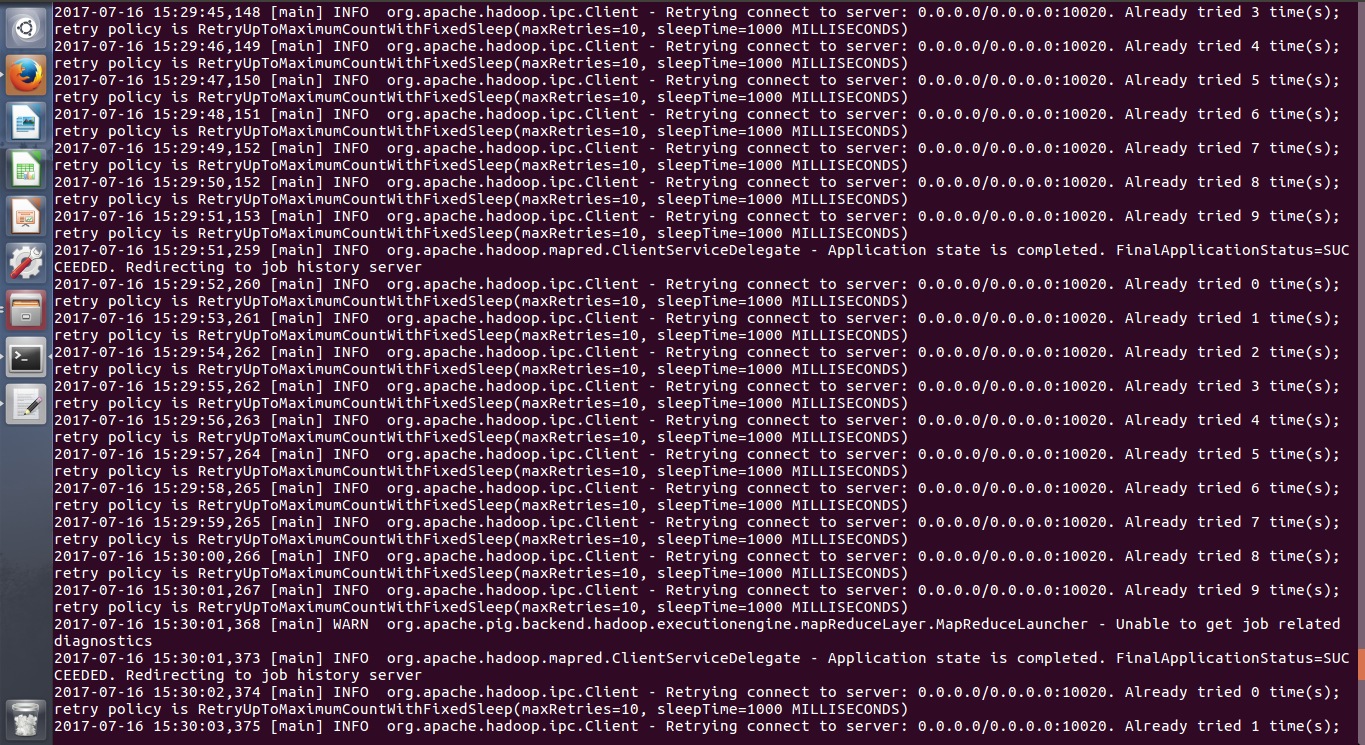 2017-07-16 15:29:45,148 [main] INFO  org.apache.hadoop.ipc.Client - Retrying connect to server: 0.0.0.0/0.0.0.0:10020. Already tried 3 time(s);
retry policy is RetryUpToMaximumCountWithFixedSleep(maxRetries=10, sleepTime=1000 MILLISECONDS)
2017-07-16 15:29:46,149 [main] INFO  org.apache.hadoop.ipc.Client - Retrying connect to server: 0.0.0.0/0.0.0.0:10020. Already tried 4 time(s);
retry policy is RetryUpToMaximumCountWithFixedSleep(maxRetries=10, sleepTime=1000 MILLISECONDS)
2017-07-16 15:29:47,150 [main] INFO  org.apache.hadoop.ipc.Client - Retrying connect to server: 0.0.0.0/0.0.0.0:10020. Already tried 5 time(s);
retry policy is RetryUpToMaximumCountWithFixedSleep(maxRetries=10, sleepTime=1000 MILLISECONDS)
2017-07-16 15:29:48,151 [main] INFO  org.apache.hadoop.ipc.Client - Retrying connect to server: 0.0.0.0/0.0.0.0:10020. Already tried 6 time(s);
retry policy is RetryUpToMaximumCountWithFixedSleep(maxRetries=10, sleepTime=1000 MILLISECONDS)
2017-07-16 15:29:49,152 [main] INFO  org.apache.hadoop.ipc.Client - Retrying connect to server: 0.0.0.0/0.0.0.0:10020. Already tried 7 time(s);
retry policy is RetryUpToMaximumCountWithFixedSleep(maxRetries=10, sleepTime=1000 MILLISECONDS)
2017-07-16 15:29:50,152 [main] INFO  org.apache.hadoop.ipc.Client - Retrying connect to server: 0.0.0.0/0.0.0.0:10020. Already tried 8 time(s);
retry policy is RetryUpToMaximumCountWithFixedSleep(maxRetries=10, sleepTime=1000 MILLISECONDS)
2017-07-16 15:29:51,153 [main] INFO  org.apache.hadoop.ipc.Client - Retrying connect to server: 0.0.0.0/0.0.0.0:10020. Already tried 9 time(s);
retry policy is RetryUpToMaximumCountWithFixedSleep(maxRetries=10, sleepTime=1000 MILLISECONDS)
2017-07-16 15:29:51,259 [main] INFO  org.apache.hadoop.mapred.ClientServiceDelegate - Application state is completed. FinalApplicationStatus=SUC
CEEDED. Redirecting to job history server
2017-07-16 15:29:52,260 [main] INFO  org.apache.hadoop.ipc.Client - Retrying connect to server: 0.0.0.0/0.0.0.0:10020. Already tried 0 time(s);
retry policy is RetryUpToMaximumCountWithFixedSleep(maxRetries=10, sleepTime=1000 MILLISECONDS)
2017-07-16 15:29:53,261 [main] INFO  org.apache.hadoop.ipc.Client - Retrying connect to server: 0.0.0.0/0.0.0.0:10020. Already tried 1 time(s);
retry policy is RetryUpToMaximumCountWithFixedSleep(maxRetries=10, sleepTime=1000 MILLISECONDS)
2017-07-16 15:29:54,262 [main] INFO  org.apache.hadoop.ipc.Client - Retrying connect to server: 0.0.0.0/0.0.0.0:10020. Already tried 2 time(s);
retry policy is RetryUpToMaximumCountWithFixedSleep(maxRetries=10, sleepTime=1000 MILLISECONDS)
2017-07-16 15:29:55,262 [main] INFO  org.apache.hadoop.ipc.Client - Retrying connect to server: 0.0.0.0/0.0.0.0:10020. Already tried 3 time(s);
retry policy is RetryUpToMaximumCountWithFixedSleep(maxRetries=10, sleepTime=1000 MILLISECONDS)
2017-07-16 15:29:56,263 [main] INFO  org.apache.hadoop.ipc.Client - Retrying connect to server: 0.0.0.0/0.0.0.0:10020. Already tried 4 time(s);
retry policy is RetryUpToMaximumCountWithFixedSleep(maxRetries=10, sleepTime=1000 MILLISECONDS)
2017-07-16 15:29:57,264 [main] INFO  org.apache.hadoop.ipc.Client - Retrying connect to server: 0.0.0.0/0.0.0.0:10020. Already tried 5 time(s);
retry policy is RetryUpToMaximumCountWithFixedSleep(maxRetries=10, sleepTime=1000 MILLISECONDS)
2017-07-16 15:29:58,265 [main] INFO  org.apache.hadoop.ipc.Client - Retrying connect to server: 0.0.0.0/0.0.0.0:10020. Already tried 6 time(s);
retry policy is RetryUpToMaximumCountWithFixedSleep(maxRetries=10, sleepTime=1000 MILLISECONDS)
2017-07-16 15:29:59,265 [main] INFO  org.apache.hadoop.ipc.Client - Retrying connect to server: 0.0.0.0/0.0.0.0:10020. Already tried 7 time(s);
retry policy is RetryUpToMaximumCountWithFixedSleep(maxRetries=10, sleepTime=1000 MILLISECONDS)
2017-07-16 15:30:00,266 [main] INFO  org.apache.hadoop.ipc.Client - Retrying connect to server: 0.0.0.0/0.0.0.0:10020. Already tried 8 time(s);
retry policy is RetryUpToMaximumCountWithFixedSleep(maxRetries=10, sleepTime=1000 MILLISECONDS)
2017-07-16 15:30:01,267 [main] INFO  org.apache.hadoop.ipc.Client - Retrying connect to server: 0.0.0.0/0.0.0.0:10020. Already tried 9 time(s);
retry policy is RetryUpToMaximumCountWithFixedSleep(maxRetries=10, sleepTime=1000 MILLISECONDS)
2017-07-16 15:30:01,368 [main] WARN  org.apache.pig.backend.hadoop.executionengine.mapReduceLayer.MapReduceLauncher - Unable to get job related
diagnostics
2017-07-16 15:30:01,373 [main] INFO  org.apache.hadoop.mapred.ClientServiceDelegate - Application state is completed. FinalApplicationStatus=SUC
CEEDED. Redirecting to job history server
2017-07-16 15:30:02,374 [main] INFO  org.apache.hadoop.ipc.Client - Retrying connect to server: 0.0.0.0/0.0.0.0:10020. Already tried 0 time(s);
retry policy is RetryUpToMaximumCountWithFixedSleep(maxRetries=10, sleepTime=1000 MILLISECONDS)
2017-07-16 15:30:03,375 [main] INFO  org.apache.hadoop.ipc.Client - Retrying connect to server: 0.0.0.0/0.0.0.0:10020. Already tried 1 time(s);